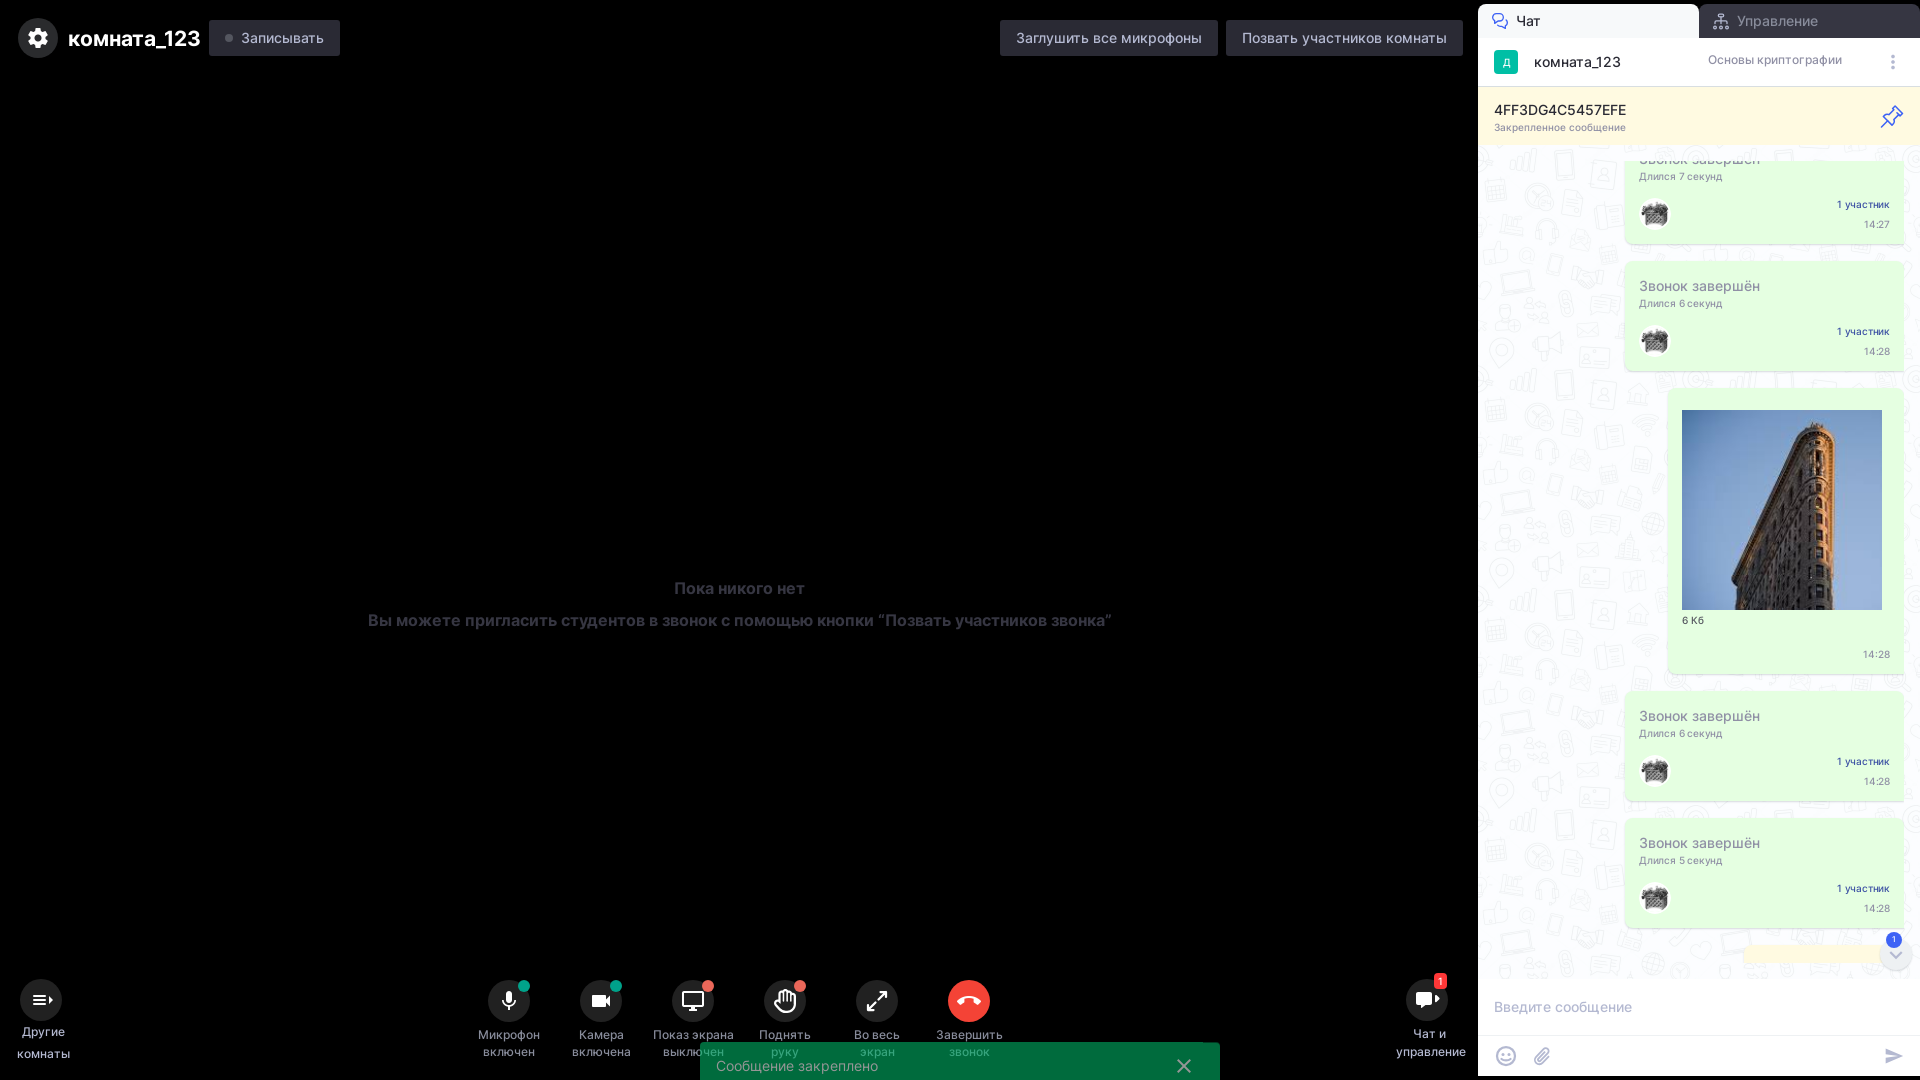 комната_123
Записывать
Заглушить все микрофоны
Позвать участников комнаты
Чат
Управление
Д
комната_123
Основы криптографии
4FF3DG4C5457EFE
Закрепленное сообщение
Звонок завершён
Длился 7 секунд
1 участник
14:27
Звонок завершён
Длился 6 секунд
1 участник
14:28
6 Кб
14:28
Звонок завершён
Длился 6 секунд
1 участник
14:28
Звонок завершён
Длился 5 секунд
1 участник
14:28
1
Введите сообщение
Пока никого нет
Вы можете пригласить студентов в звонок с помощью кнопки “Позвать участников звонка”
Другие
комнаты
Микрофон
включен
Камера
включена
Показ экрана
выключен
Поднять
руку
Во весь
экран
Завершить
звонок
1
Чат и
управление
Сообщение закреплено